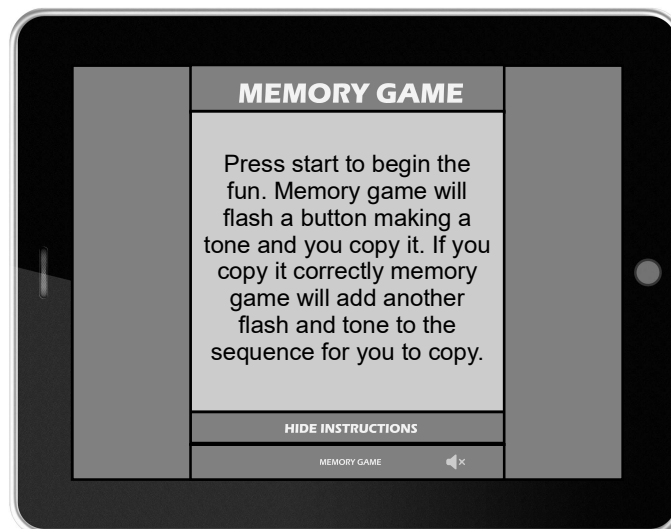 MEMORY GAME
Press start to begin the
fun. Memory game will
flash a button making a
tone and you copy it. If you
copy it correctly memory
game will add another
flash and tone to the
sequence for you to copy.
HIDE INSTRUCTIONS
MEMORY GAME